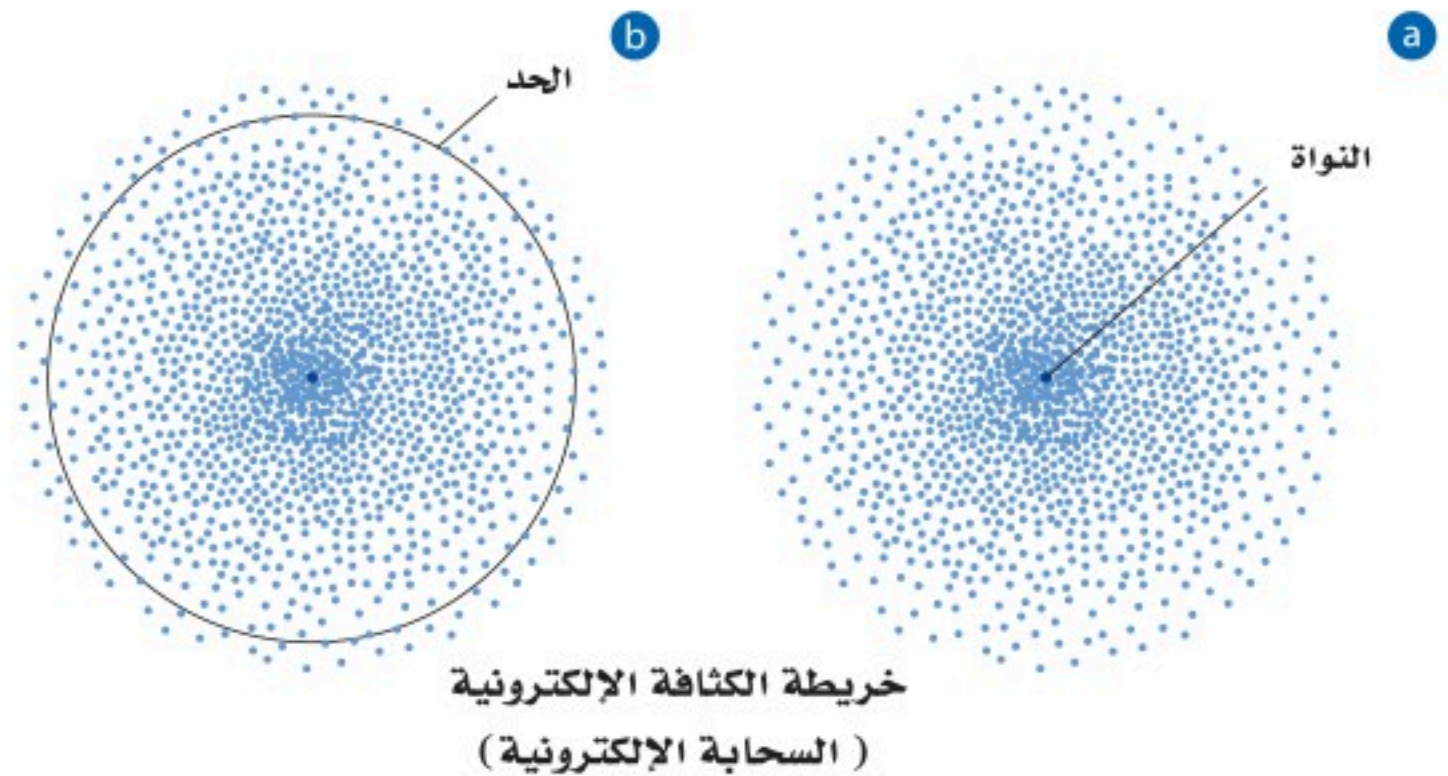 a
b
الحد
النواة
خريطة الكثافة الإلكترونية
( السحابة الإلكترونية )